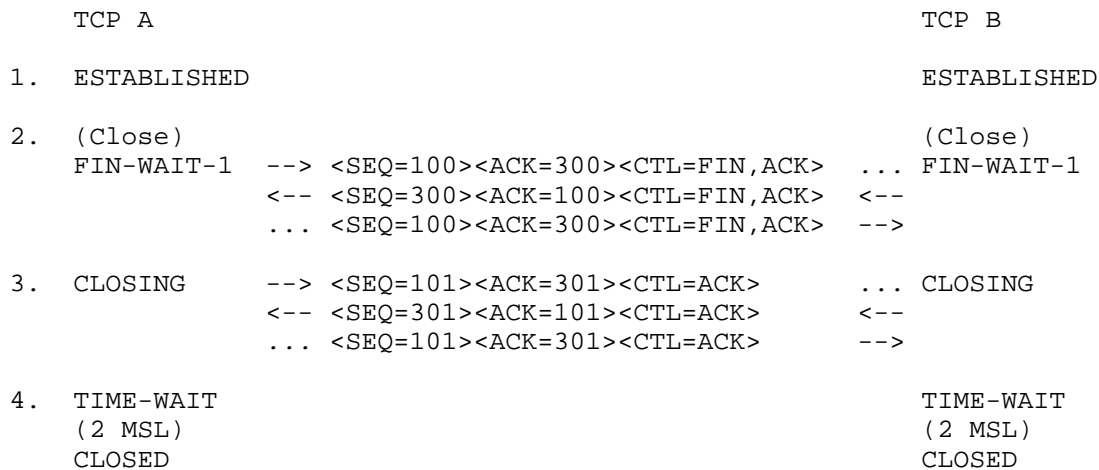 TCP A                                                TCP B

1.  ESTABLISHED                                          ESTABLISHED

2.  (Close)                                              (Close)
    FIN-WAIT-1  --> <SEQ=100><ACK=300><CTL=FIN,ACK>  ... FIN-WAIT-1
                <-- <SEQ=300><ACK=100><CTL=FIN,ACK>  <--
                ... <SEQ=100><ACK=300><CTL=FIN,ACK>  -->

3.  CLOSING     --> <SEQ=101><ACK=301><CTL=ACK>      ... CLOSING
                <-- <SEQ=301><ACK=101><CTL=ACK>      <--
                ... <SEQ=101><ACK=301><CTL=ACK>      -->

4.  TIME-WAIT                                            TIME-WAIT
    (2 MSL)                                              (2 MSL)
    CLOSED                                               CLOSED